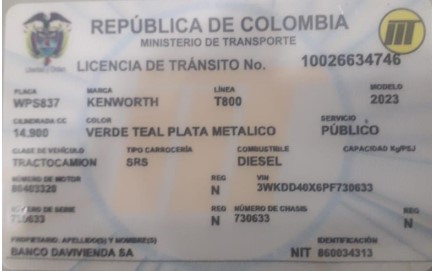 REPÚBLICA DE COLOMBIA
MINISTERIO DE TRANSPORTE
LICENCIA DE TRÁNSITO No. 10026634746
PLACA MARCA LÍNEA MODELO
WPS837 KENWORTH T800 2023
CILINDRADA CC COLOR SERVICIO
14.900 VERDE TEAL PLATA METALICO PÚBLICO
CLASE DE VEHÍCULO TIPO CARROCERÍA COMBUSTIBLE CAPACIDAD Kg/PSJ
TRACTOCAMION SRS DIESEL
NÚMERO DE MOTOR REG VIN
N 3WKDD40X6PF730633
DE SERIE REG NÚMERO DE CHASIS REG
N 730633 N
PROPIETARIO: APELLIDO(S) Y NOMBRE(S) IDENTIFICACIÓN
BANCO DAVIVIENDA SA NIT 860034313